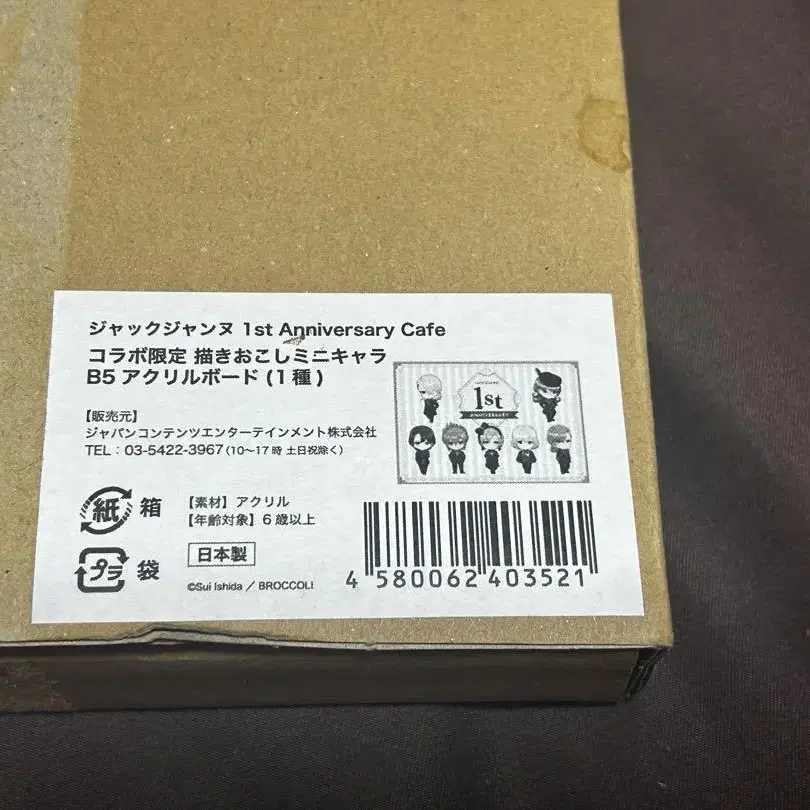 ジャックジャンヌ 1st Anniversary Cafe
コラボ限定 描きおこしミニキャラ
B5 アクリルボード (1種)
1st
ANNIVERSARY
【販売元】
ジャパンコンテンツエンターテインメント株式会社
TEL：03-5422-3967 (10〜17時 土日祝除く)
紙 箱
【素材】アクリル
【年齢対象】6歳以上
プラ 袋
日本製
©Sui Ishida ／ BROCCOLI
4 580062 403521